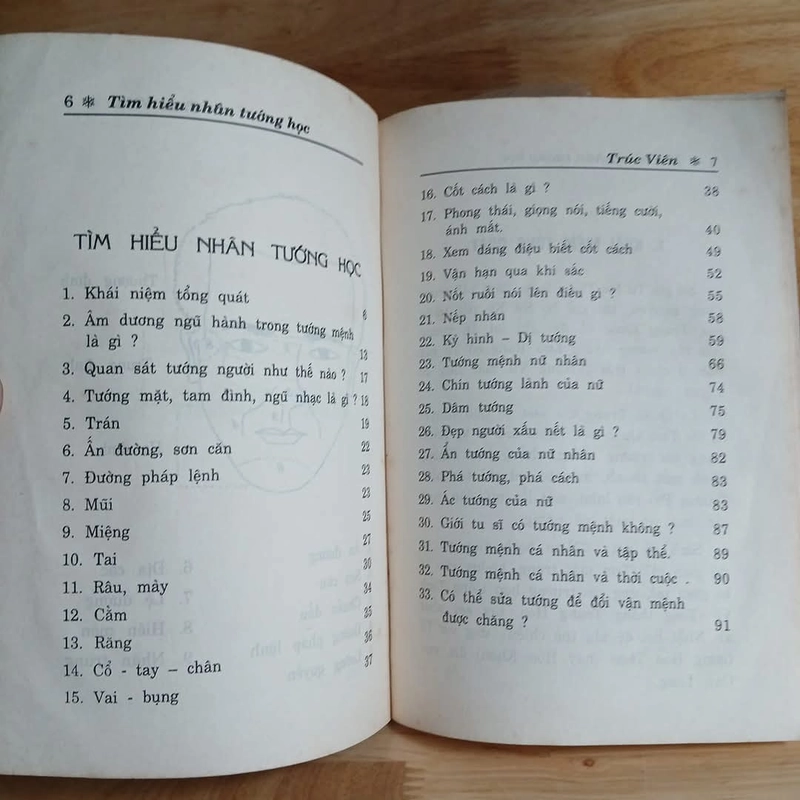 6 ❄ Tìm hiểu nhân tướng học
TÌM HIỂU NHÂN TƯỚNG HỌC
1. Khái niệm tổng quát 6
2. Âm dương ngũ hành trong tướng mệnh
là gì ? 13
3. Quan sát tướng người như thế nào ? 17
4. Tướng mặt, tam đình, ngũ nhạc là gì ? 18
5. Trán 19
6. Ấn đường, sơn căn 22
7. Đường pháp lệnh 23
8. Mũi 23
9. Miệng 25
10. Tai 27
11. Râu, mày 30
12. Cằm 34
13. Răng 35
14. Cổ - tay – chân 36
15. Vai - bụng 37
Trúc Viên ❄ 7
16. Cốt cách là gì ? 38
17. Phong thái, giọng nói, tiếng cười,
ánh mắt. 40
18. Xem dáng điệu biết cốt cách 49
19. Vận hạn qua khí sắc 52
20. Nốt ruồi nói lên điều gì ? 55
21. Nếp nhăn 58
22. Kỳ hình – Dị tướng 59
23. Tướng mệnh nữ nhân 66
24. Chín tướng lành của nữ 74
25. Dâm tướng 75
26. Đẹp người xấu nết là gì ? 79
27. Ẩn tướng của nữ nhân 82
28. Phá tướng, phá cách 83
29. Ác tướng của nữ 83
30. Giới tu sĩ có tướng mệnh không ? 87
31. Tướng mệnh cá nhân và tập thể. 89
32. Tướng mệnh cá nhân và thời cuộc . 90
33. Có thể sửa tướng để đổi vận mệnh
được chăng ? 91